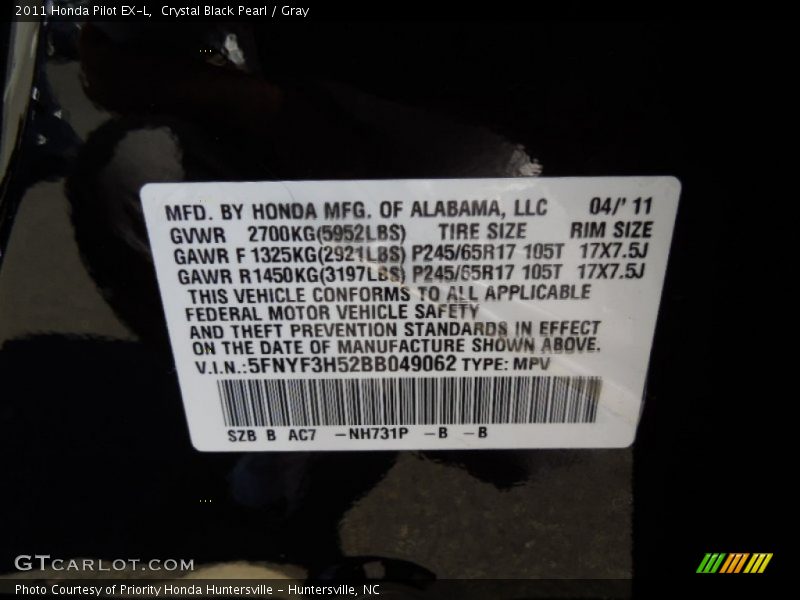 2011 Honda Pilot EX-L,  Crystal Black Pearl / Gray
MFD. BY HONDA MFG. OF ALABAMA, LLC 04/' 11
GVWR 2700KG(5952LBS) TIRE SIZE RIM SIZE
GAWR F 1325KG(2921LBS) P245/65R17 105T 17X7.5J
GAWR R1450KG(3197LBS) P245/65R17 105T 17X7.5J
THIS VEHICLE CONFORMS TO ALL APPLICABLE
FEDERAL MOTOR VEHICLE SAFETY
AND THEFT PREVENTION STANDARDS IN EFFECT
ON THE DATE OF MANUFACTURE SHOWN ABOVE.
V.I.N.:5FNYF3H52BB049062 TYPE: MPV
SZB B AC7 -NH731P -B -B
GTCARLOT.COM
Photo Courtesy of Priority Honda Huntersville - Huntersville, NC